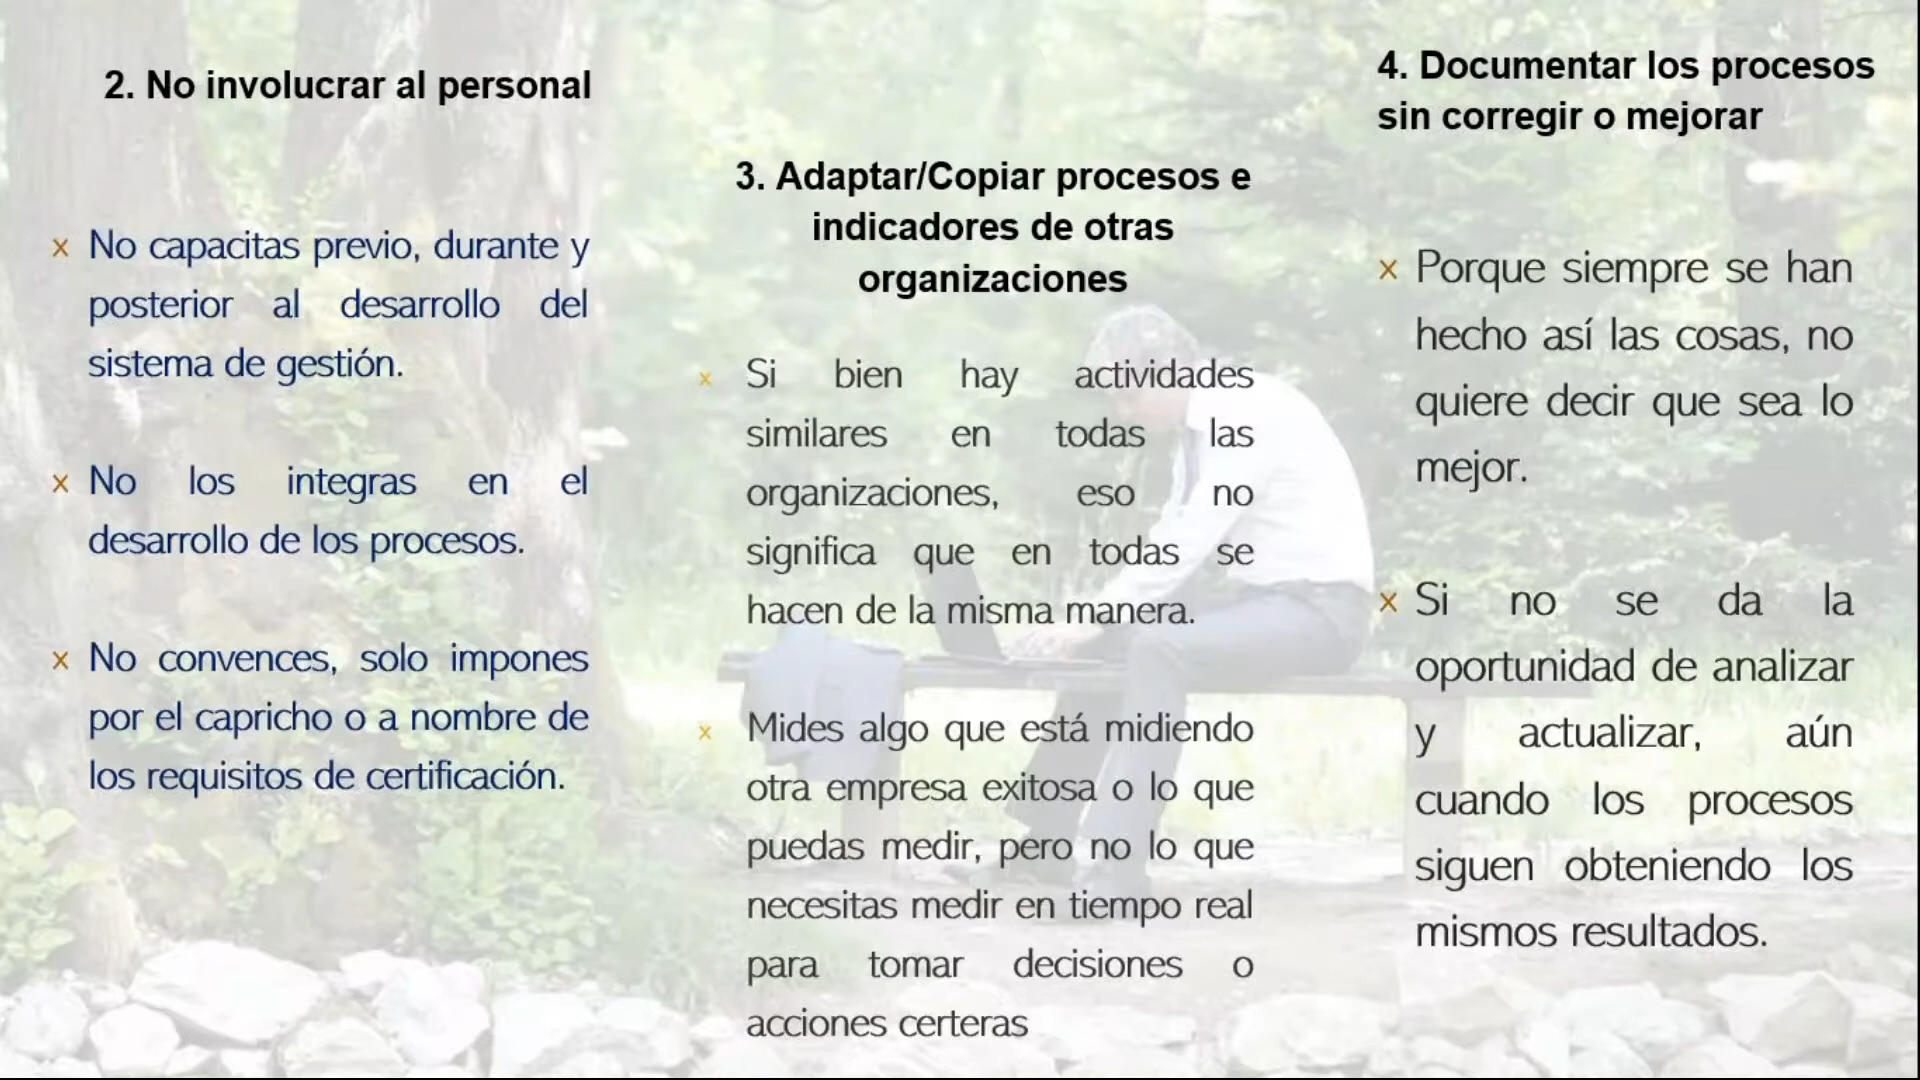 2. No involucrar al personal
x No capacitas previo, durante y
posterior al desarrollo del
sistema de gestión.
x No los integras en el
desarrollo de los procesos.
x No convences, solo impones
por el capricho o a nombre de
los requisitos de certificación.
3. Adaptar/Copiar procesos e
indicadores de otras
organizaciones
x Si bien hay actividades
similares en todas las
organizaciones, eso no
significa que en todas se
hacen de la misma manera.
x Mides algo que está midiendo
otra empresa exitosa o lo que
puedas medir, pero no lo que
necesitas medir en tiempo real
para tomar decisiones o
acciones certeras
4. Documentar los procesos
sin corregir o mejorar
x Porque siempre se han
hecho así las cosas, no
quiere decir que sea lo
mejor.
x Si no se da la
oportunidad de analizar
y actualizar, aún
cuando los procesos
siguen obteniendo los
mismos resultados.